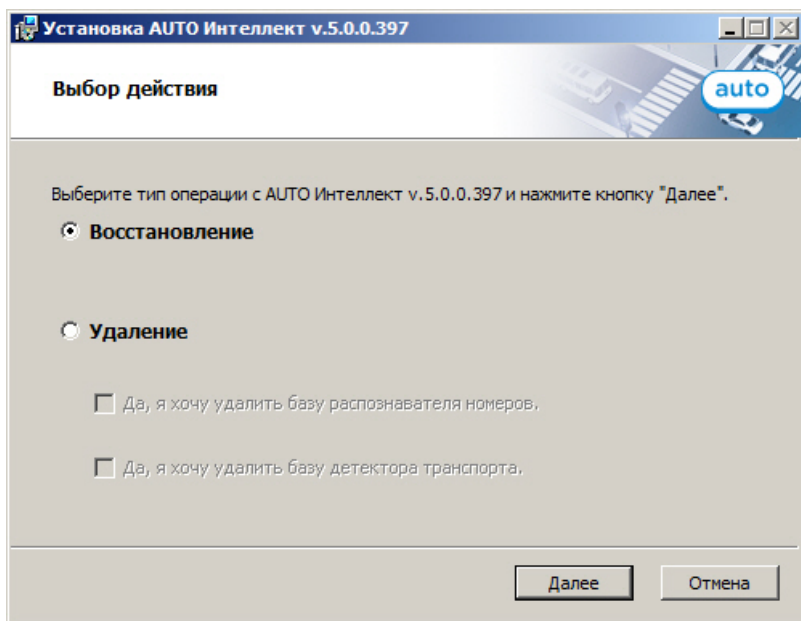 Установка AUTO Интеллект v.5.0.0.397
Выбор действия
auto
Выберите тип операции с AUTO Интеллект v.5.0.0.397 и нажмите кнопку "Далее".
Восстановление
Удаление
Да, я хочу удалить базу распознавателя номеров.
Да, я хочу удалить базу детектора транспорта.
Далее
Отмена